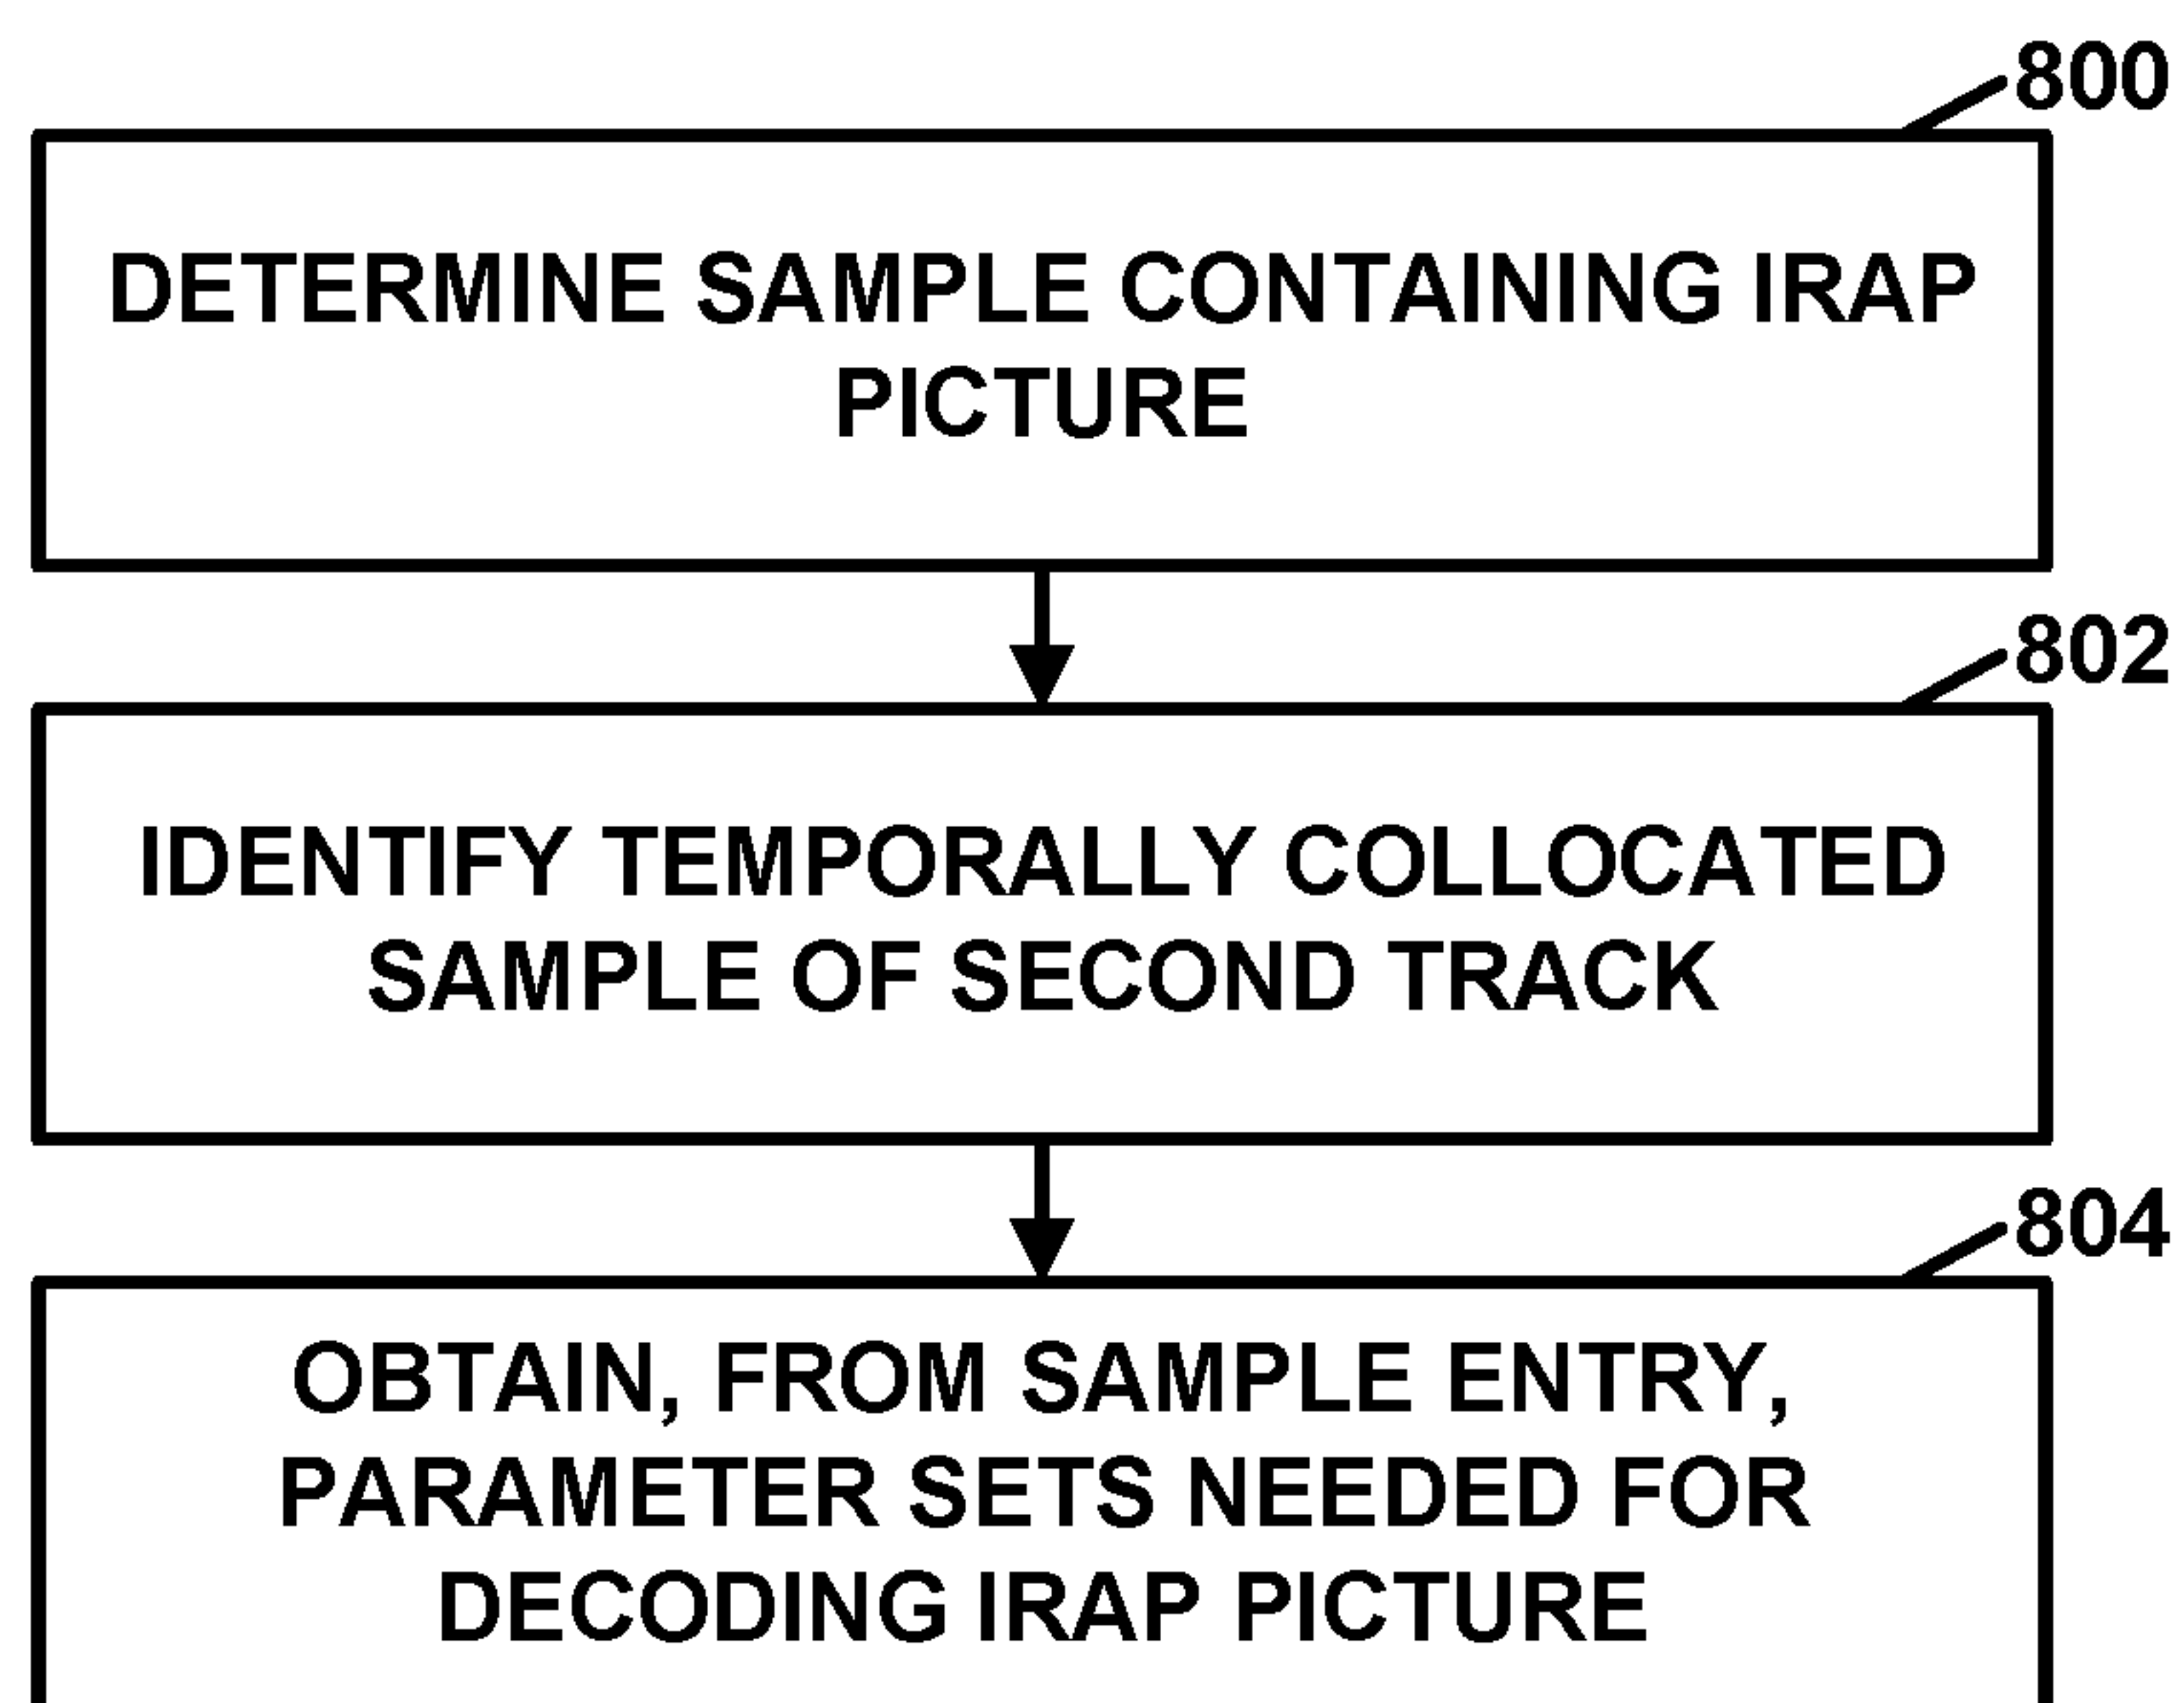 800
DETERMINE SAMPLE CONTAINING IRAP
PICTURE
802
IDENTIFY TEMPORALLY COLLOCATED
SAMPLE OF SECOND TRACK
804
OBTAIN, FROM SAMPLE ENTRY,
PARAMETER SETS NEEDED FOR
DECODING IRAP PICTURE